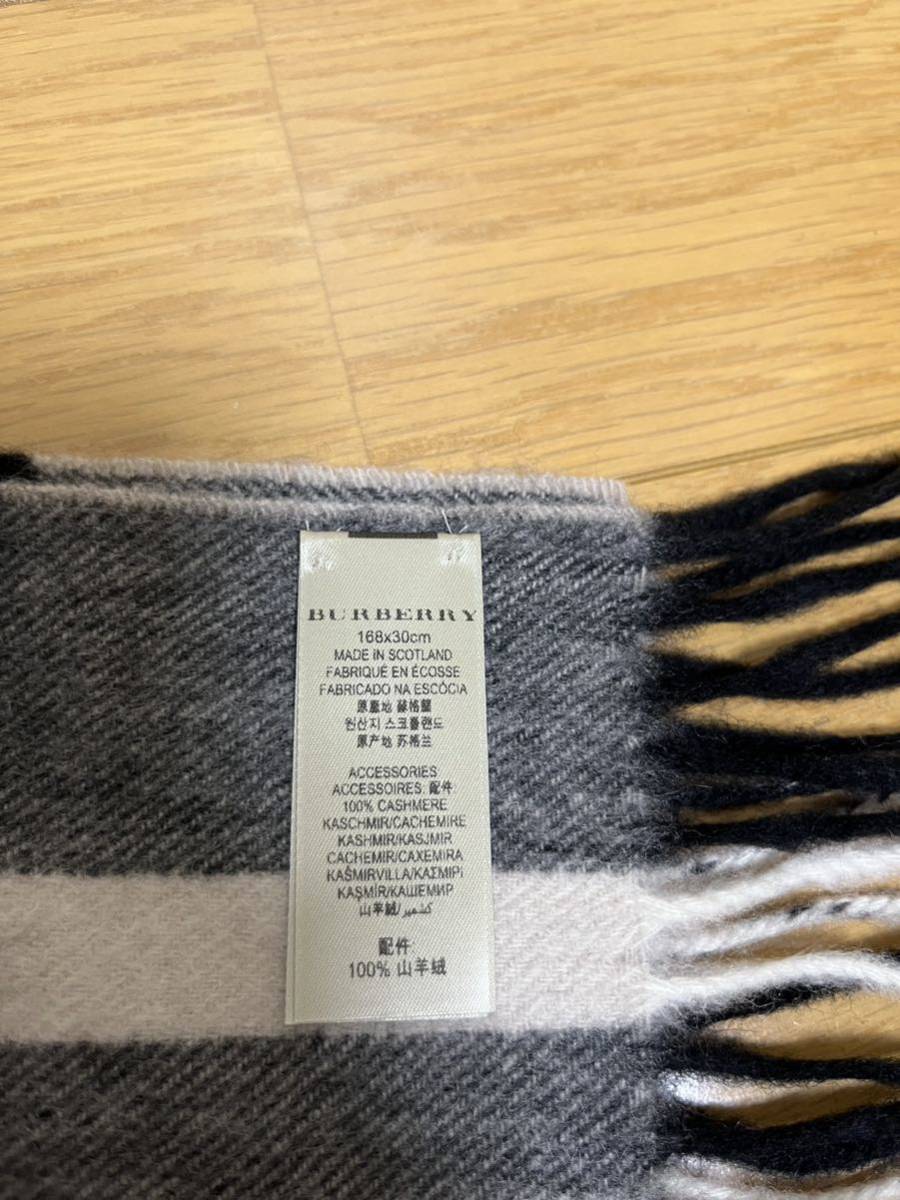 BURBERRY
168x30cm
MADE IN SCOTLAND
FABRIQUÉ EN ÉCOSSE
FABRICADO NA ESCÓCIA
原產地 蘇格蘭
원산지 스코틀랜드
原产地 苏格兰
ACCESSORIES
ACCESSOIRES: 配件:
100% CASHMERE
KASCHMIR/CACHEMIRE
KASHMIR/KASJMIR
CACHEMIR/CAXEMIRA
KAŠMIRVILLA/ΚΑΣΜΙΡΙ
KAŞMİR/КАШЕМИР
山羊絨/كشمير
配件:
100% 山羊绒